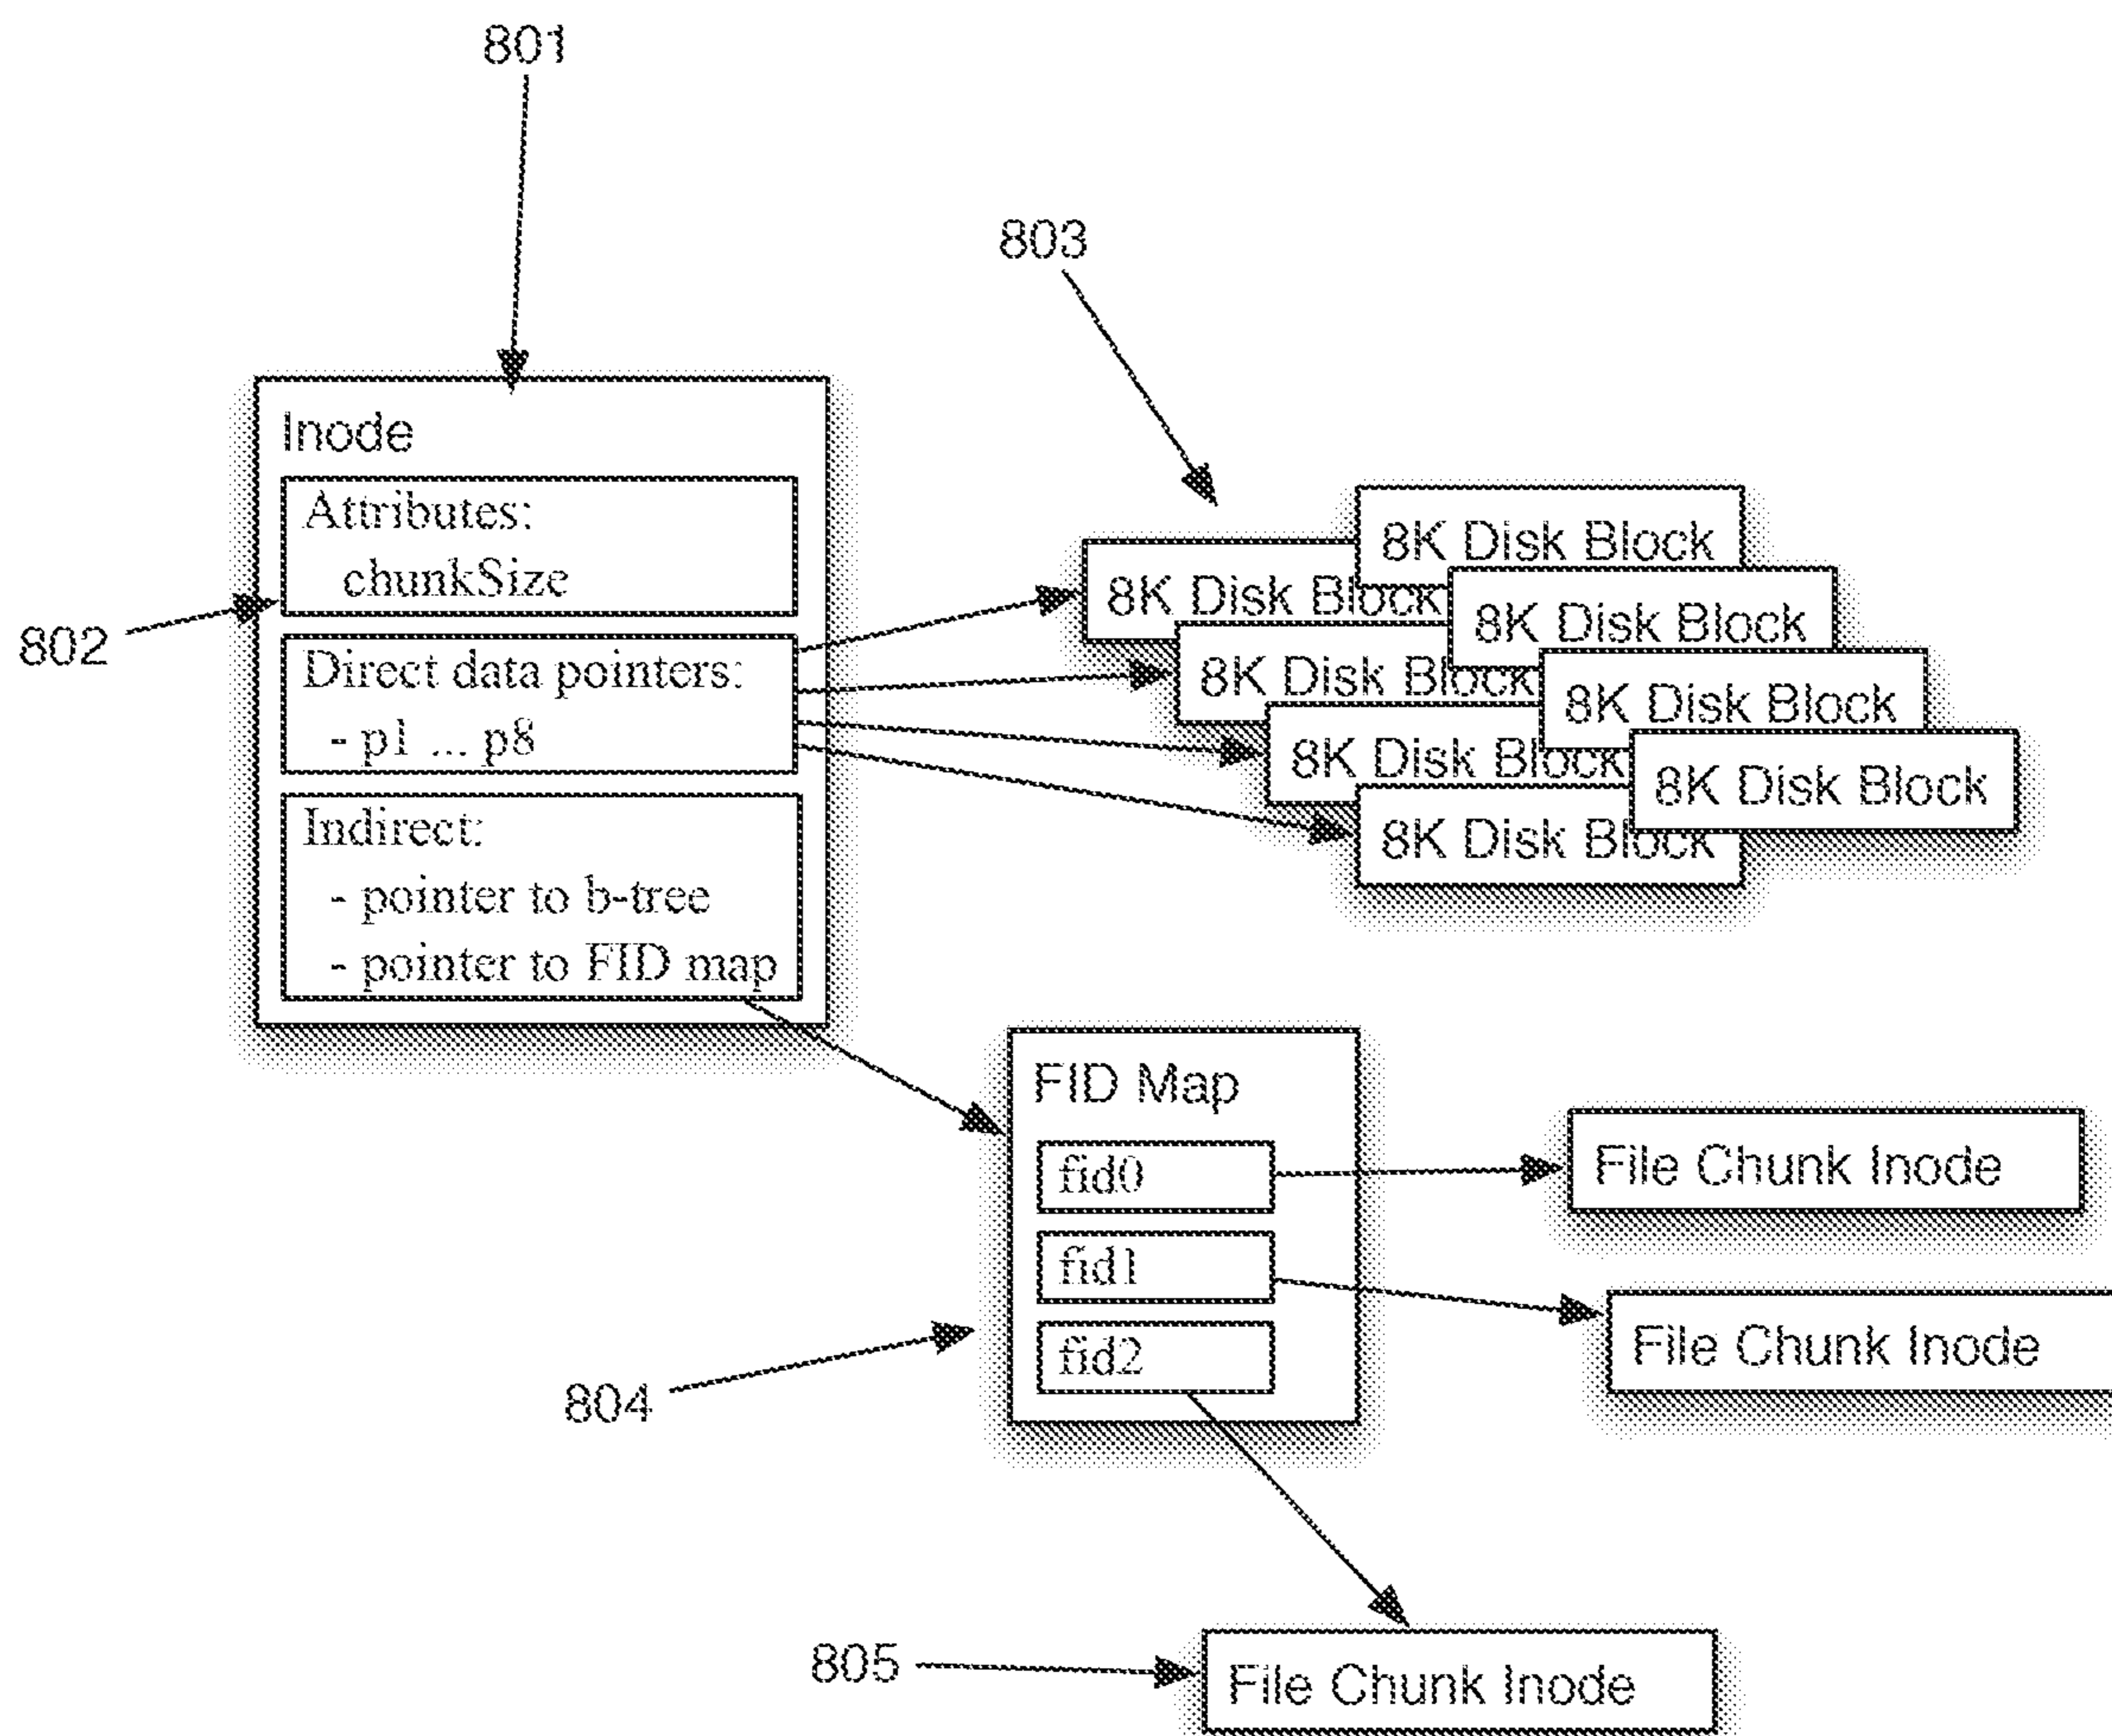 801
803
Inode
Attributes:
chunkSize
802
Direct data pointers:
- p1 ... p8
Indirect:
- pointer to b-tree
- pointer to FID map
8K Disk Block
8K Disk Block
8K Disk Block
8K Disk Block
8K Disk Block
8K Disk Block
8K Disk Block
8K Disk Block
FID Map
fid0
fid1
fid2
804
File Chunk Inode
File Chunk Inode
805
File Chunk Inode